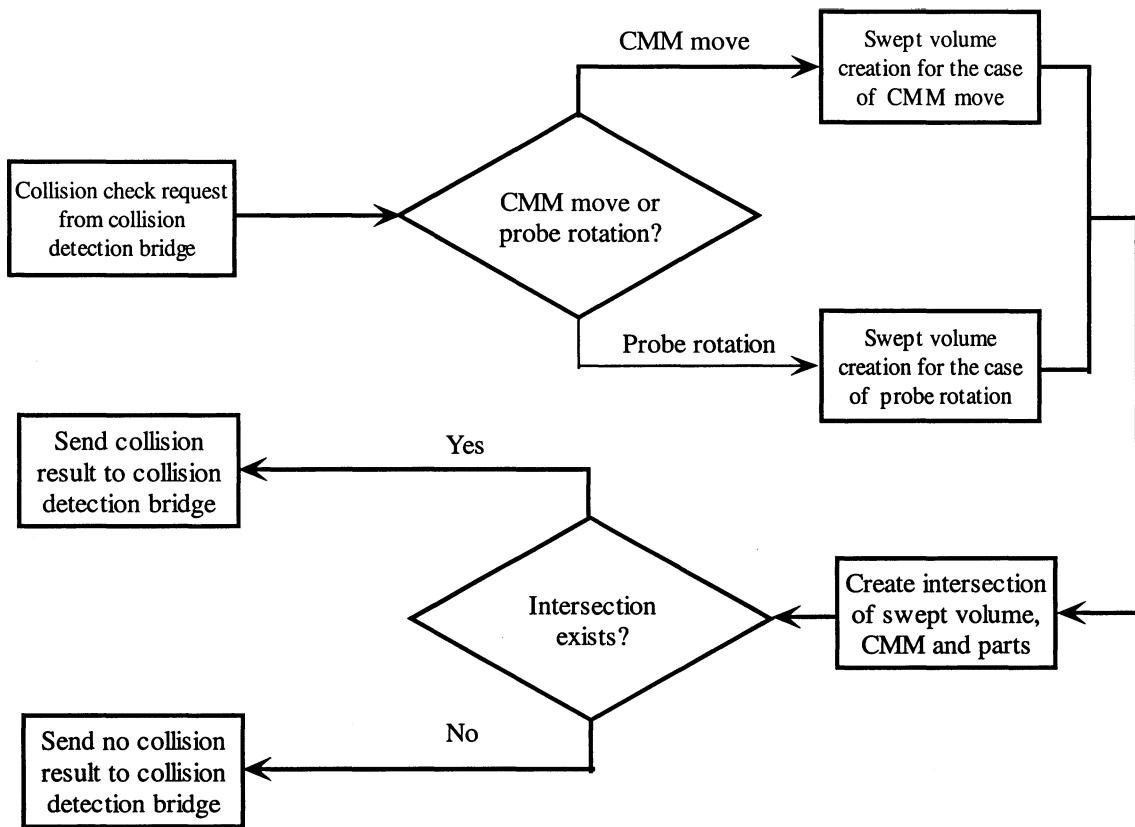 CMM move
Swept volume
creation for the case
of CMM move
Collision check request
from collision
detection bridge
CMM move or
probe rotation?
Probe rotation
Swept volume
creation for the case
of probe rotation
Send collision
result to collision
detection bridge
Yes
Intersection
exists?
Create intersection
of swept volume,
CMM and parts
No
Send no collision
result to collision
detection bridge